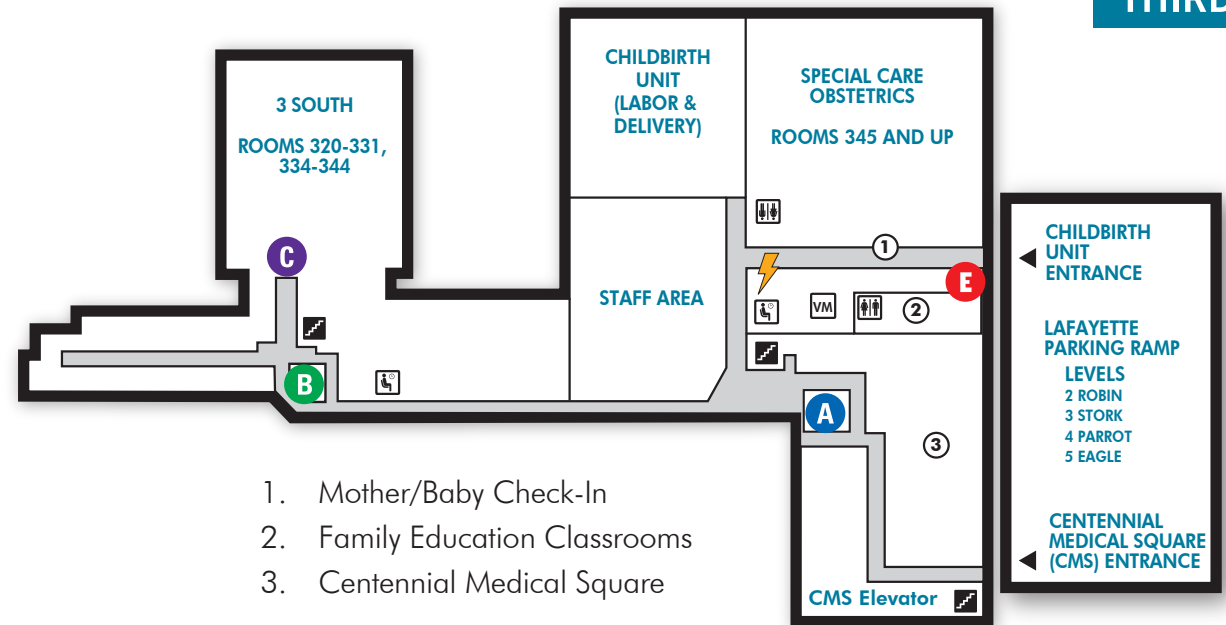 THIRD
CHILDBIRTH
UNIT
(LABOR &
DELIVERY)
SPECIAL CARE
OBSTETRICS
ROOMS 345 AND UP
3 SOUTH
ROOMS 320-331,
334-344
C
B
STAFF AREA
1
E
VM
2
A
3
CHILDBIRTH
UNIT
ENTRANCE
LAFAYETTE
PARKING RAMP
LEVELS
2 ROBIN
3 STORK
4 PARROT
5 EAGLE
CENTENNIAL
MEDICAL SQUARE
(CMS) ENTRANCE
1. Mother/Baby Check-In
2. Family Education Classrooms
3. Centennial Medical Square
CMS Elevator